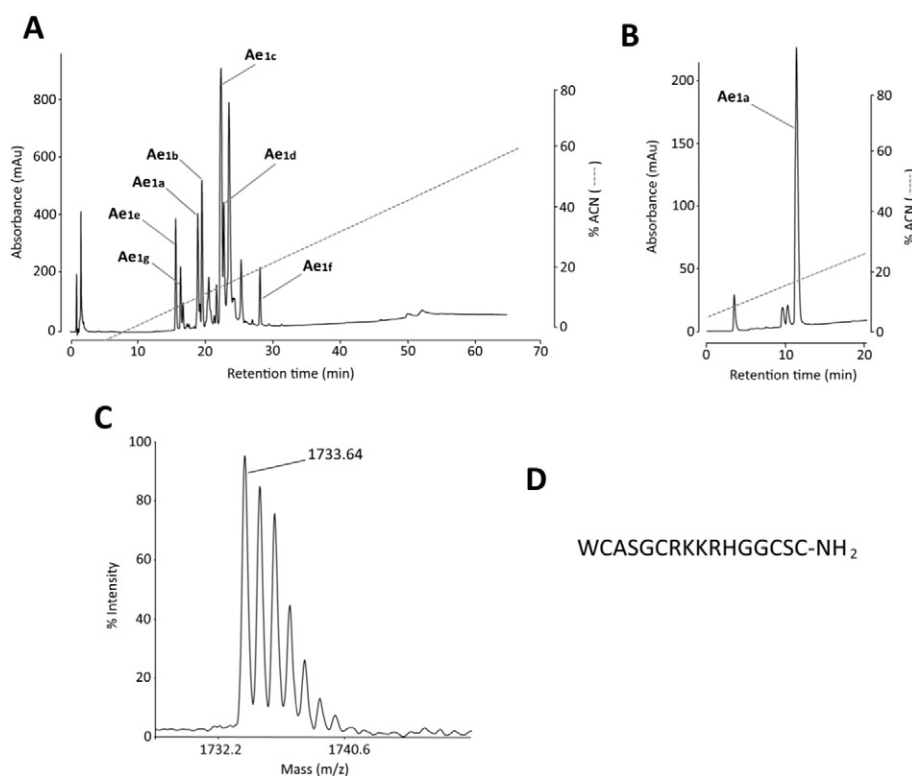 A
Ae1c
Ae1b
Ae1a
Ae1d
Ae1e
Ae1g
Ae1f
Absorbance (mAu)
800
600
400
200
0
80
60
40
20
0
% ACN ( ---- )
0 10 20 30 40 50 60 70
Retention time (min)
B
Ae1a
Absorbance (mAu)
200
150
100
50
0
80
60
40
20
0
% ACN ( ---- )
0 10 20
Retention time (min)
C
1733.64
% Intensity
100
80
60
40
20
0
1732.2 1740.6
Mass (m/z)
D
WCASGCRKKRHGGCSC-NH₂